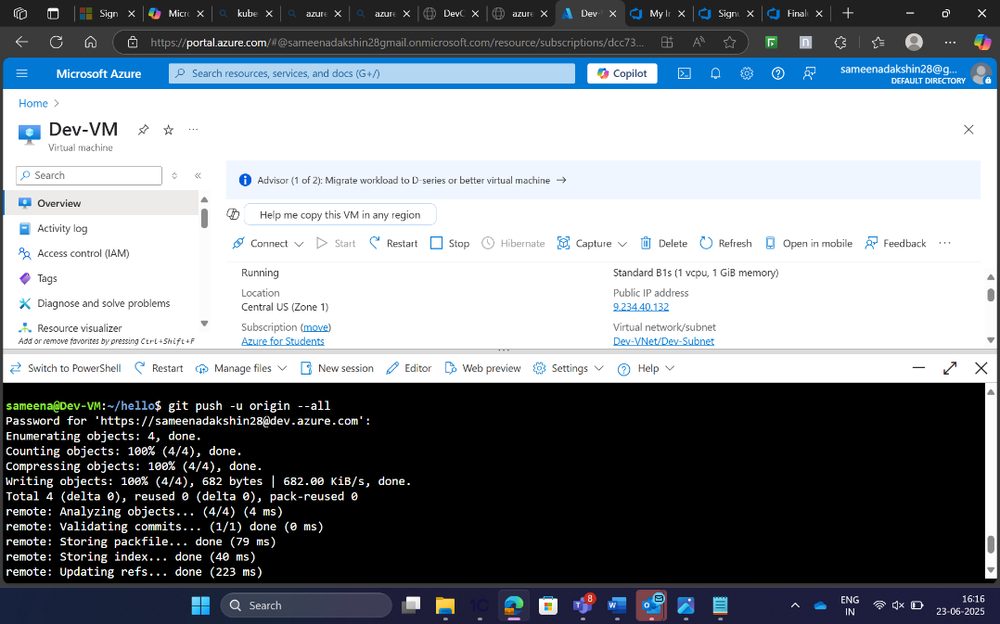 Sign
Micr
kube
azure
azure
DevC
azure
Dev-
My Ir
Signc
Finale
https://portal.azure.com/#@sameenadakshin28gmail.onmicrosoft.com/resource/subscriptions/dcc73...
Microsoft Azure
Search resources, services, and docs (G+/)
Copilot
sameenadakshin28@g...
DEFAULT DIRECTORY
Home >
Dev-VM
Virtual machine
Search
Overview
Activity log
Access control (IAM)
Tags
Diagnose and solve problems
Resource visualizer
Add or remove favorites by pressing Ctrl+Shift+F
Advisor (1 of 2): Migrate workload to D-series or better virtual machine →
Help me copy this VM in any region
Connect
Start
Restart
Stop
Hibernate
Capture
Delete
Refresh
Open in mobile
Feedback
Running
Location
Central US (Zone 1)
Subscription (move)
Azure for Students
Standard B1s (1 vcpu, 1 GiB memory)
Public IP address
9.234.40.132
Virtual network/subnet
Dev-VNet/Dev-Subnet
Switch to PowerShell
Restart
Manage files
New session
Editor
Web preview
Settings
Help
sameena@Dev-VM:~/hello$ git push -u origin --all
Password for 'https://sameenadakshin28@dev.azure.com':
Enumerating objects: 4, done.
Counting objects: 100% (4/4), done.
Compressing objects: 100% (4/4), done.
Writing objects: 100% (4/4), 682 bytes | 682.00 KiB/s, done.
Total 4 (delta 0), reused 0 (delta 0), pack-reused 0
remote: Analyzing objects... (4/4) (4 ms)
remote: Validating commits... (1/1) done (0 ms)
remote: Storing packfile... done (79 ms)
remote: Storing index... done (40 ms)
remote: Updating refs... done (223 ms)
Search
8
ENG
IN
16:16
23-06-2025